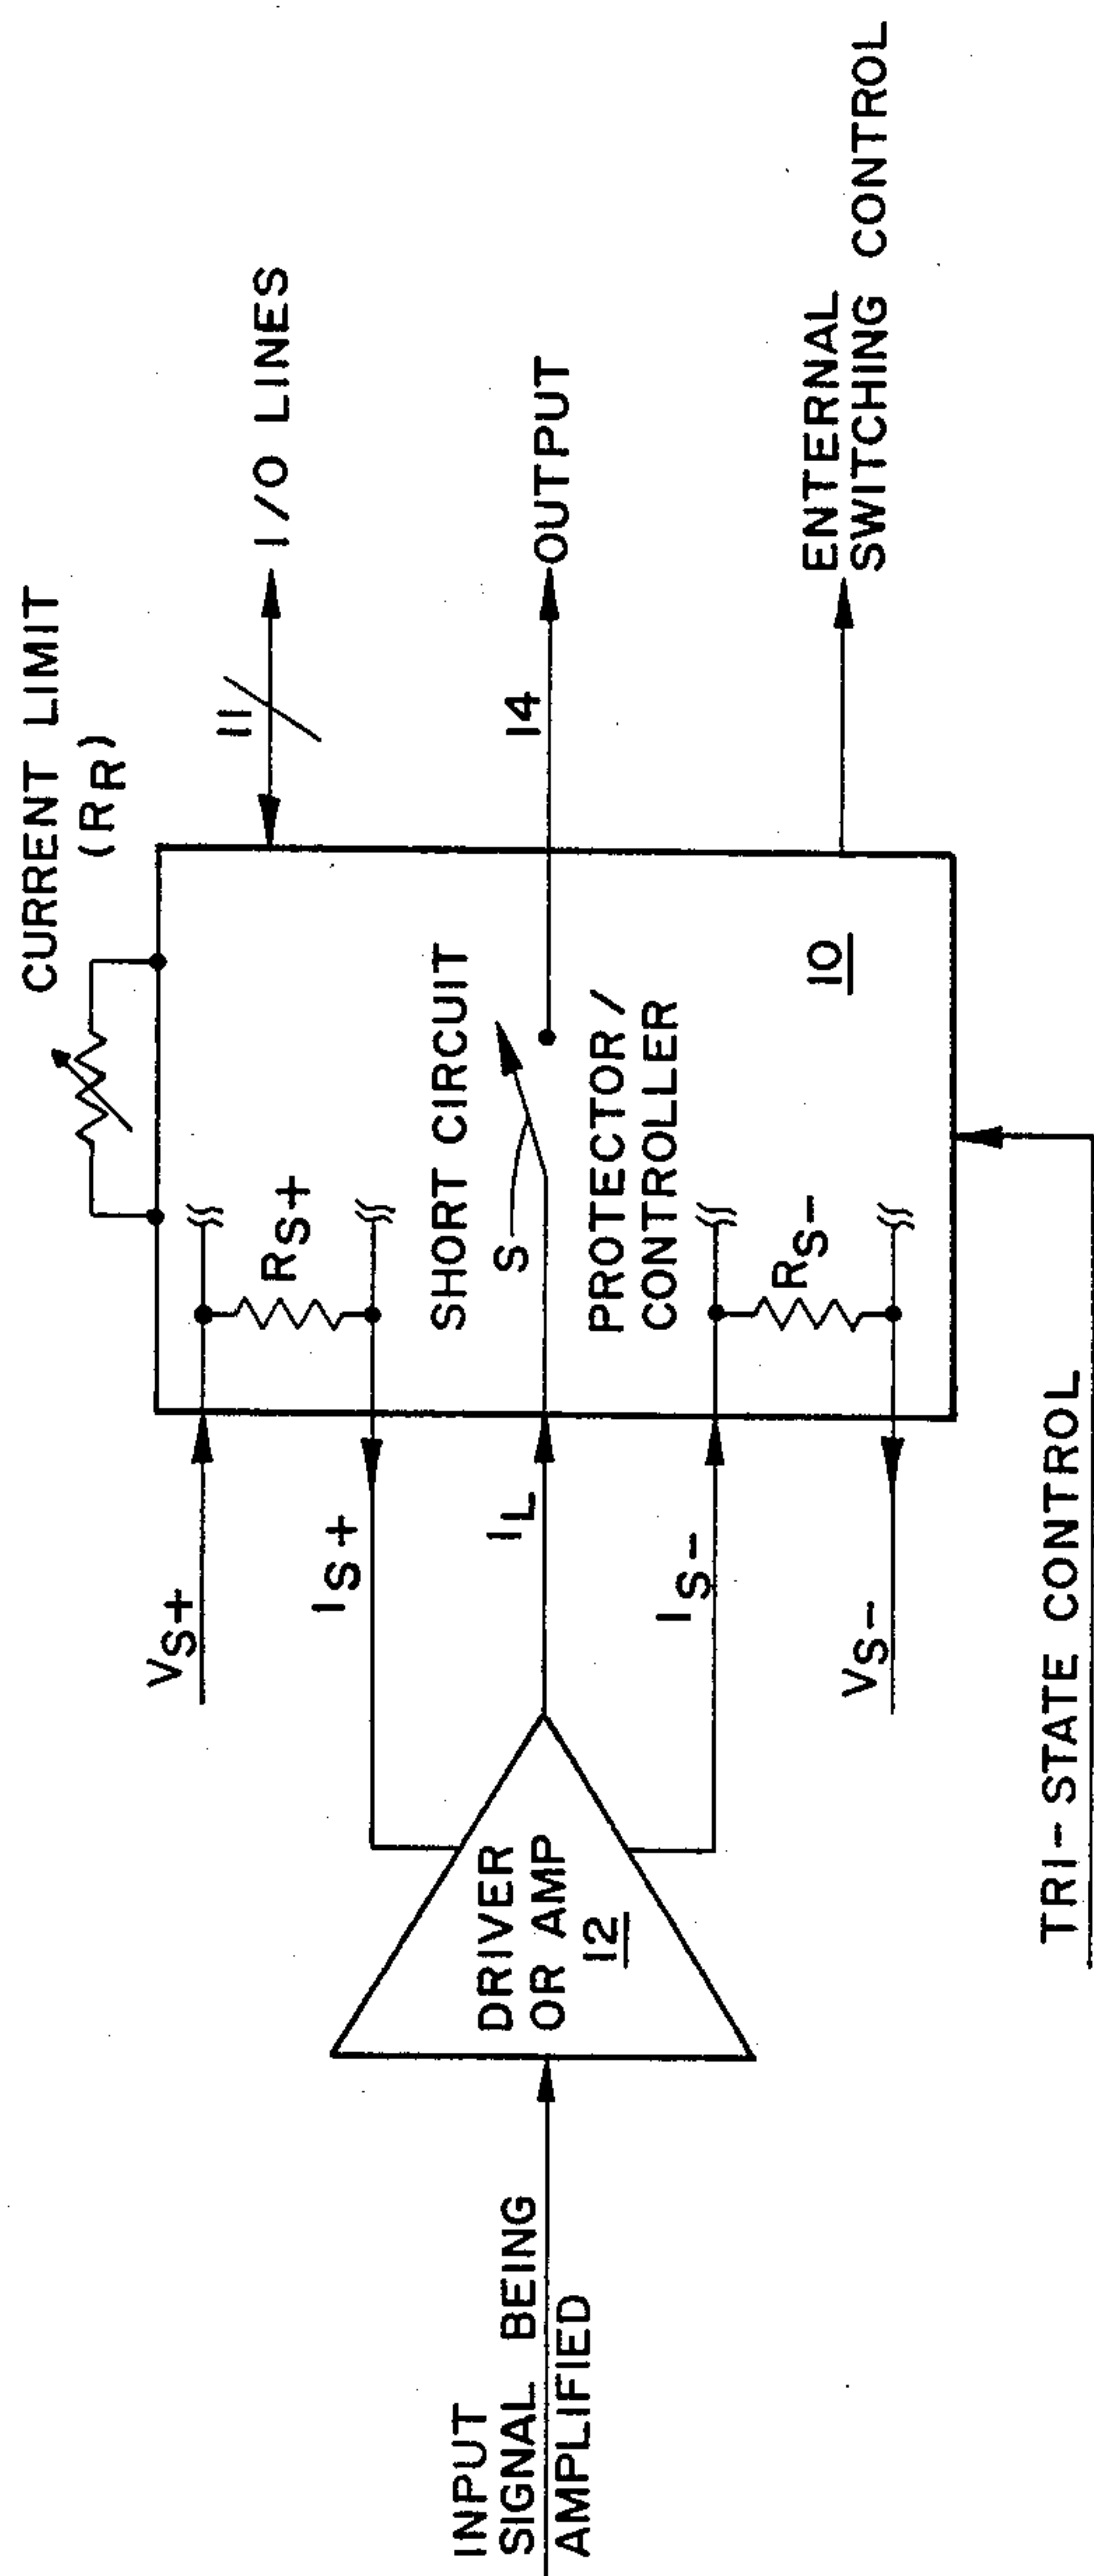 CURRENT LIMIT
(RR)
VS+
RS+
IS+
11
I/O LINES
SHORT CIRCUIT
INPUT
SIGNAL BEING
AMPLIFIED
DRIVER
OR AMP
12
IL
S
14
OUTPUT
PROTECTOR/
CONTROLLER
10
IS-
RS-
VS-
ENTERNAL
SWITCHING CONTROL
TRI-STATE CONTROL